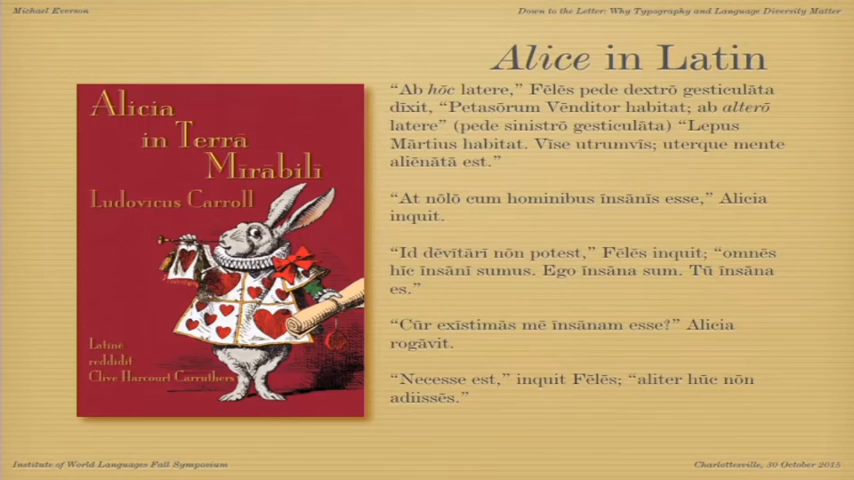 Michael Everson
Down to the Letter: Why Typography and Language Diversity Matter
Alice in Latin
Alicia
in Terrā
Mīrābilī
Ludovicus Carroll
Latīnē
reddidit
Clive Harcourt Carruthers
“Ab hōc latere,” Fēlēs pede dextrō gesticulāta
dīxit, “Petasōrum Vēnditor habitat; ab alterō
latere” (pede sinistrō gesticulāta) “Lepus
Mārtius habitat. Vīse utrumvīs; uterque mente
aliēnātā est.”
“At nōlō cum hominibus īnsānīs esse,” Alicia
inquit.
“Id dēvītārī nōn potest,” Fēlēs inquit; “omnēs
hīc īnsānī sumus. Ego īnsāna sum. Tū īnsāna
es.”
“Cūr exīstimās mē īnsānam esse?” Alicia
rogāvit.
“Necesse est,” inquit Fēlēs; “aliter hūc nōn
adiissēs.”
Institute of World Languages Fall Symposium
Charlottesville, 30 October 2015